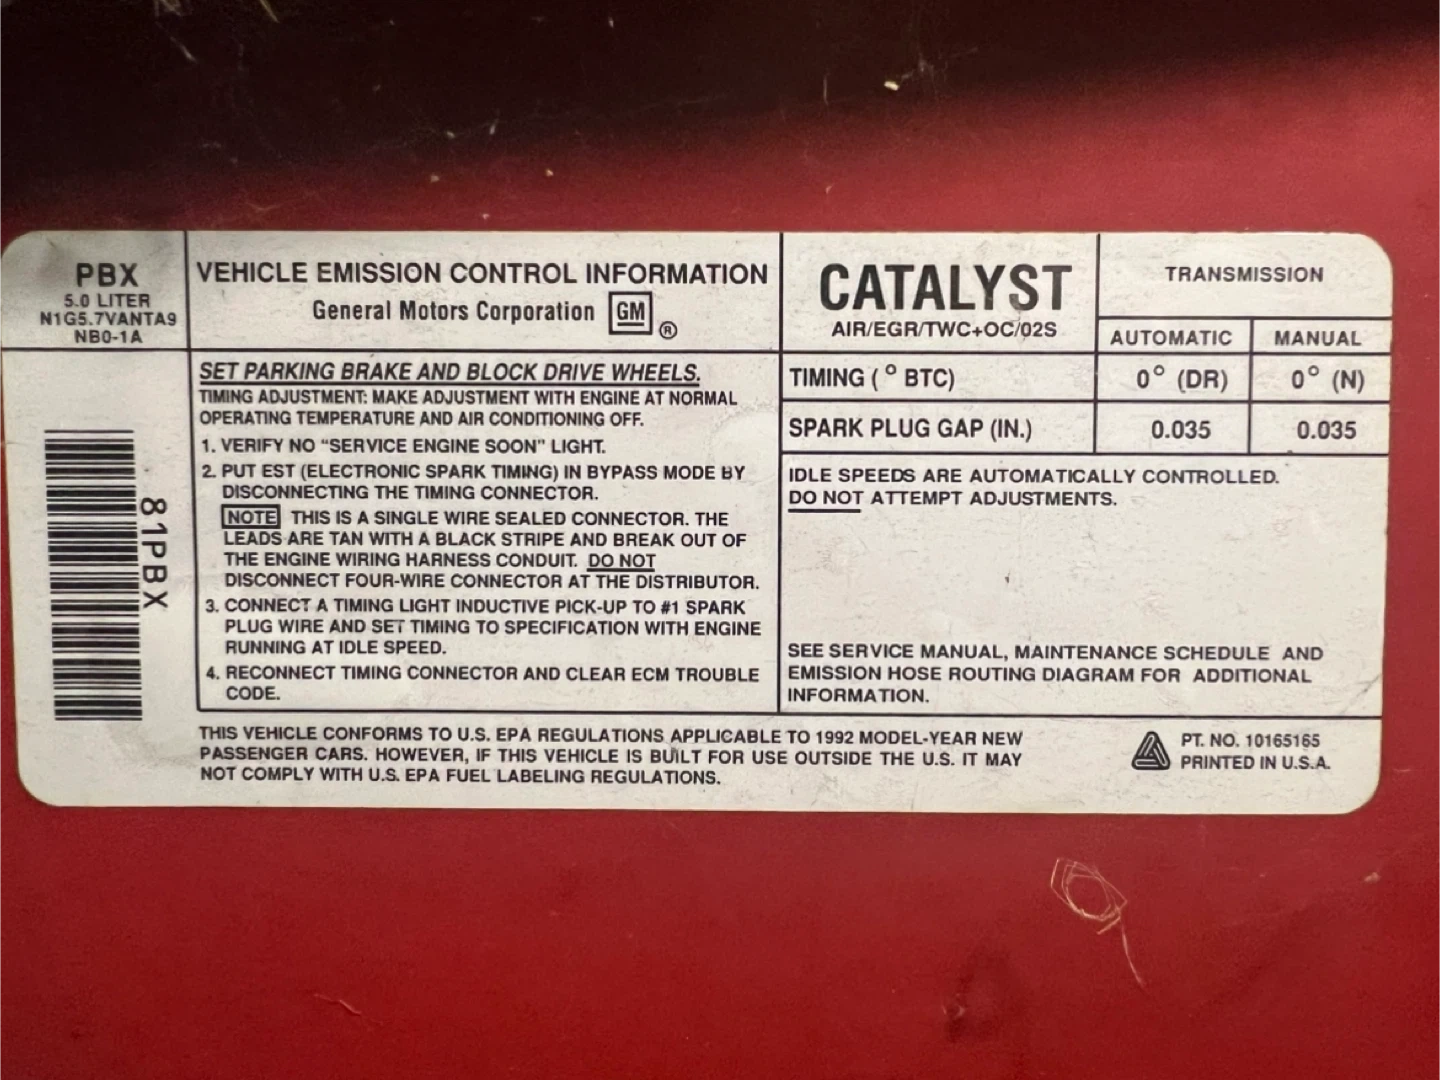 PBX
5.0 LITER
N1G5.7VANTA9
NB0-1A
81PBX
VEHICLE EMISSION CONTROL INFORMATION
General Motors Corporation GM ®
SET PARKING BRAKE AND BLOCK DRIVE WHEELS.
TIMING ADJUSTMENT: MAKE ADJUSTMENT WITH ENGINE AT NORMAL
OPERATING TEMPERATURE AND AIR CONDITIONING OFF.
1. VERIFY NO "SERVICE ENGINE SOON" LIGHT.
2. PUT EST (ELECTRONIC SPARK TIMING) IN BYPASS MODE BY
DISCONNECTING THE TIMING CONNECTOR.
NOTE THIS IS A SINGLE WIRE SEALED CONNECTOR. THE
LEADS ARE TAN WITH A BLACK STRIPE AND BREAK OUT OF
THE ENGINE WIRING HARNESS CONDUIT. DO NOT
DISCONNECT FOUR-WIRE CONNECTOR AT THE DISTRIBUTOR.
3. CONNECT A TIMING LIGHT INDUCTIVE PICK-UP TO #1 SPARK
PLUG WIRE AND SET TIMING TO SPECIFICATION WITH ENGINE
RUNNING AT IDLE SPEED.
4. RECONNECT TIMING CONNECTOR AND CLEAR ECM TROUBLE
CODE.
CATALYST
AIR/EGR/TWC+OC/02S
TRANSMISSION
AUTOMATIC MANUAL
TIMING (° BTC) 0° (DR) 0° (N)
SPARK PLUG GAP (IN.) 0.035 0.035
IDLE SPEEDS ARE AUTOMATICALLY CONTROLLED.
DO NOT ATTEMPT ADJUSTMENTS.
SEE SERVICE MANUAL, MAINTENANCE SCHEDULE AND
EMISSION HOSE ROUTING DIAGRAM FOR ADDITIONAL
INFORMATION.
THIS VEHICLE CONFORMS TO U.S. EPA REGULATIONS APPLICABLE TO 1992 MODEL-YEAR NEW
PASSENGER CARS. HOWEVER, IF THIS VEHICLE IS BUILT FOR USE OUTSIDE THE U.S. IT MAY
NOT COMPLY WITH U.S. EPA FUEL LABELING REGULATIONS.
PT. NO. 10165165
PRINTED IN U.S.A.